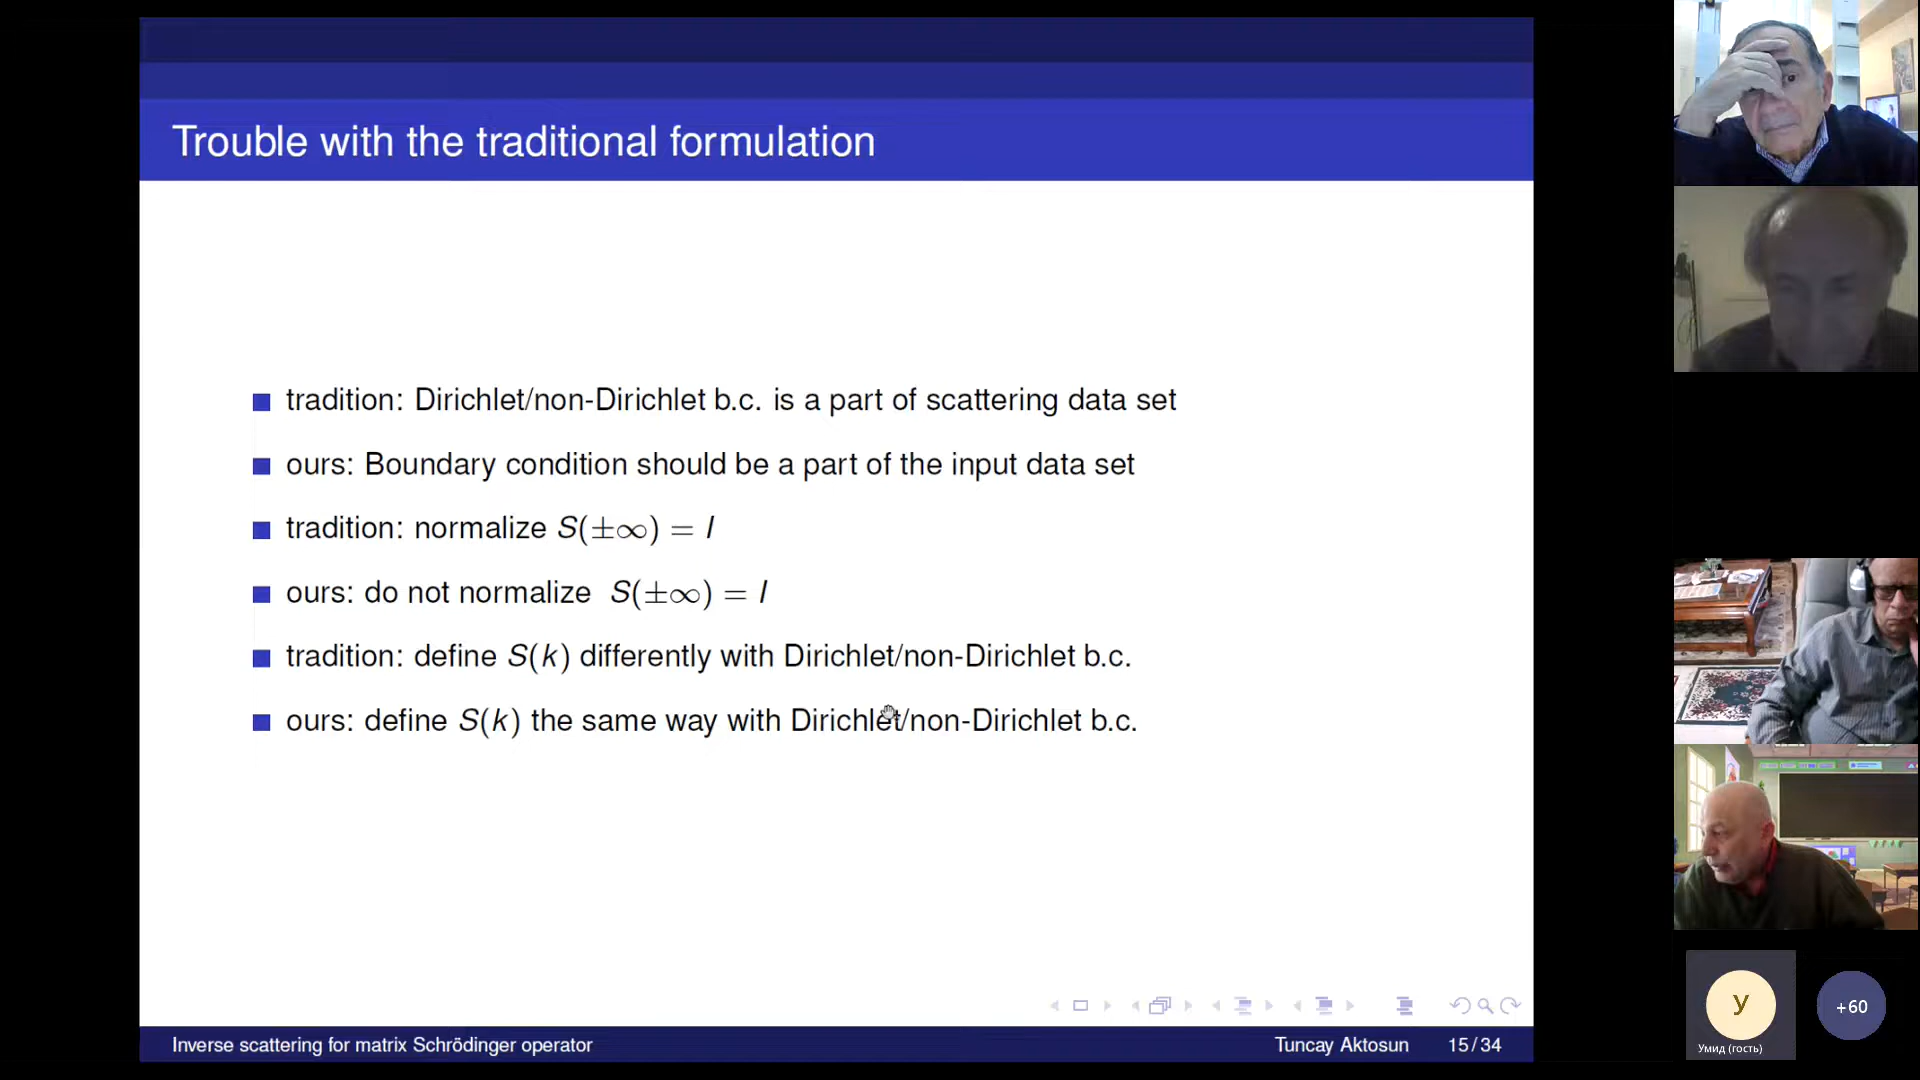 Trouble with the traditional formulation
tradition: Dirichlet/non-Dirichlet b.c. is a part of scattering data set
ours: Boundary condition should be a part of the input data set
tradition: normalize S(±∞) = I
ours: do not normalize S(±∞) = I
tradition: define S(k) differently with Dirichlet/non-Dirichlet b.c.
ours: define S(k) the same way with Dirichlet/non-Dirichlet b.c.
Inverse scattering for matrix Schrödinger operator
Tuncay Aktosun 15/34
У
+60
Умид (гость)